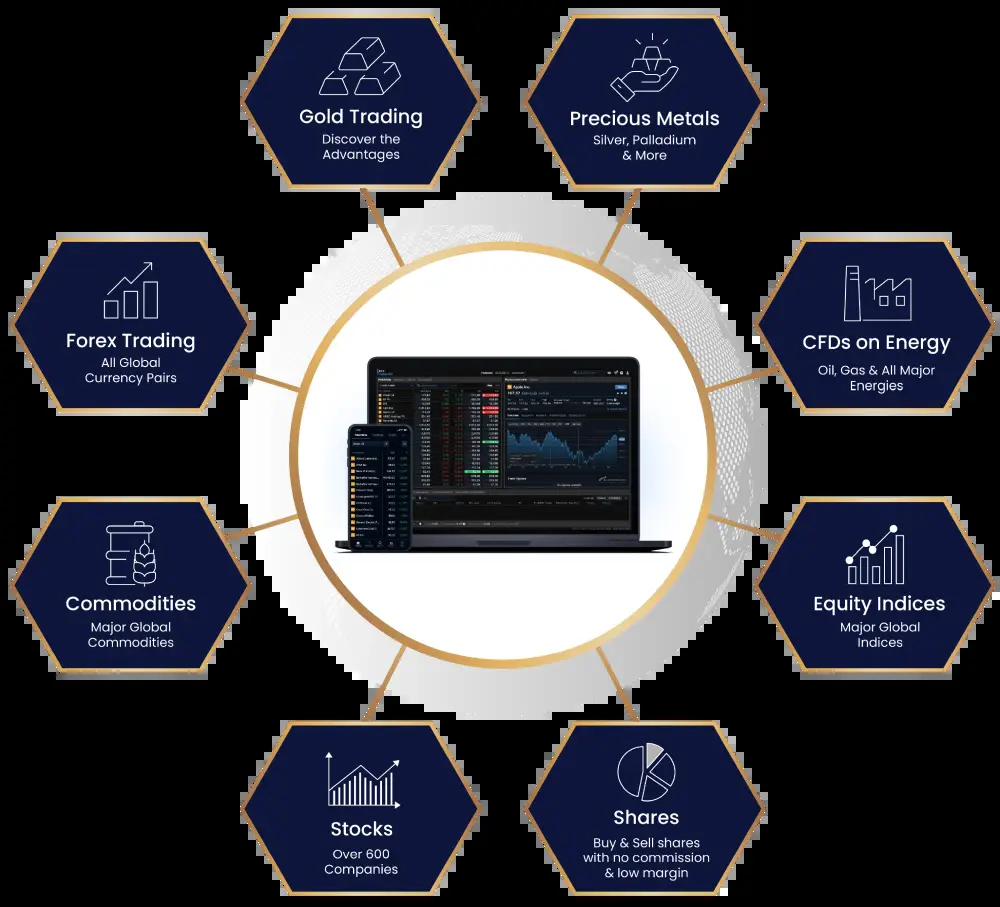 Gold Trading
Discover the
Advantages
Precious Metals
Silver, Palladium
& More
Forex Trading
All Global
Currency Pairs
CFDs on Energy
Oil, Gas & All Major
Energies
Commodities
Major Global
Commodities
Equity Indices
Major Global
Indices
Stocks
Over 600
Companies
Shares
Buy & Sell shares
with no commission
& low margin